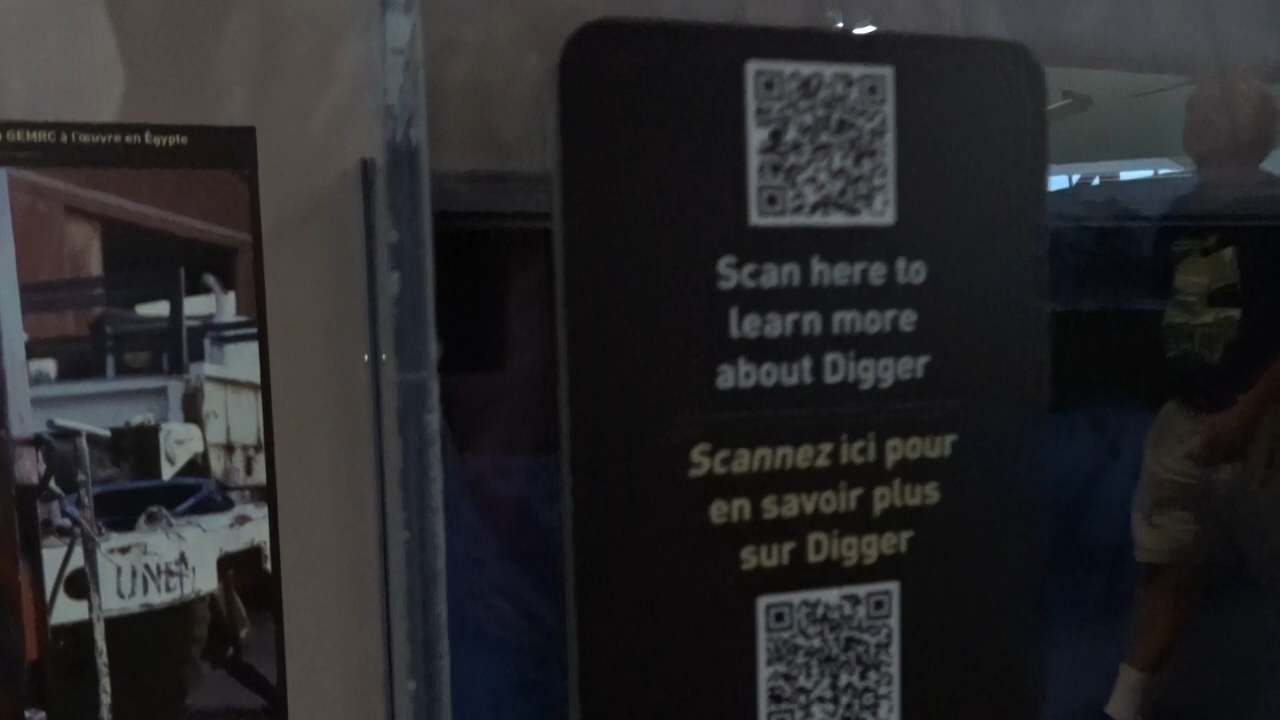 GEMRC à l'œuvre en Égypte
Scan here to
learn more
about Digger
Scannez ici pour
en savoir plus
sur Digger